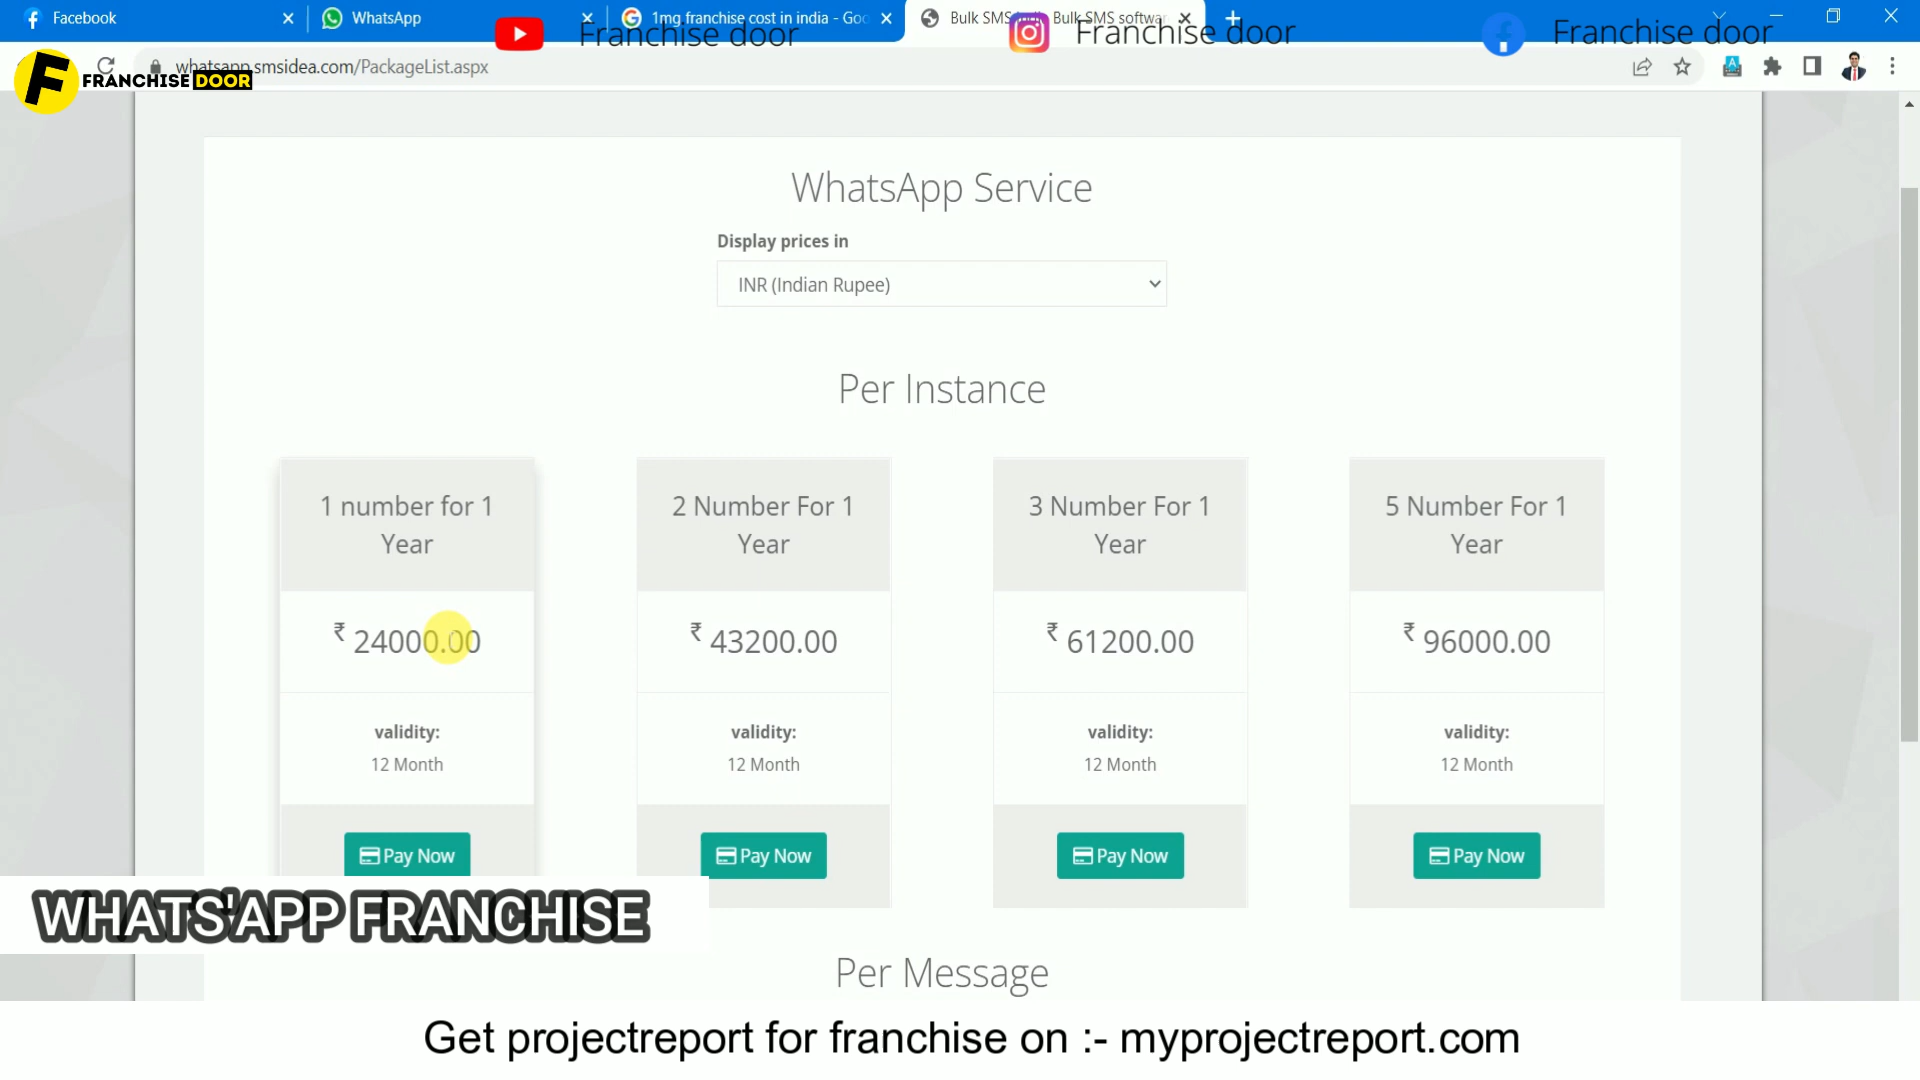 Facebook
WhatsApp
1mg franchise cost in india - Goo
Bulk SMS
Bulk SMS softwar
Franchise door
Franchise door
Franchise door
whatsapp.smsidea.com/PackageList.aspx
F FRANCHISE DOOR
WhatsApp Service
Display prices in
INR (Indian Rupee)
Per Instance
1 number for 1
Year
2 Number For 1
Year
3 Number For 1
Year
5 Number For 1
Year
₹ 24000.00
₹ 43200.00
₹ 61200.00
₹ 96000.00
validity:
12 Month
validity:
12 Month
validity:
12 Month
validity:
12 Month
Pay Now
Pay Now
Pay Now
Pay Now
WHATS'APP FRANCHISE
Per Message
Get projectreport for franchise on :- myprojectreport.com